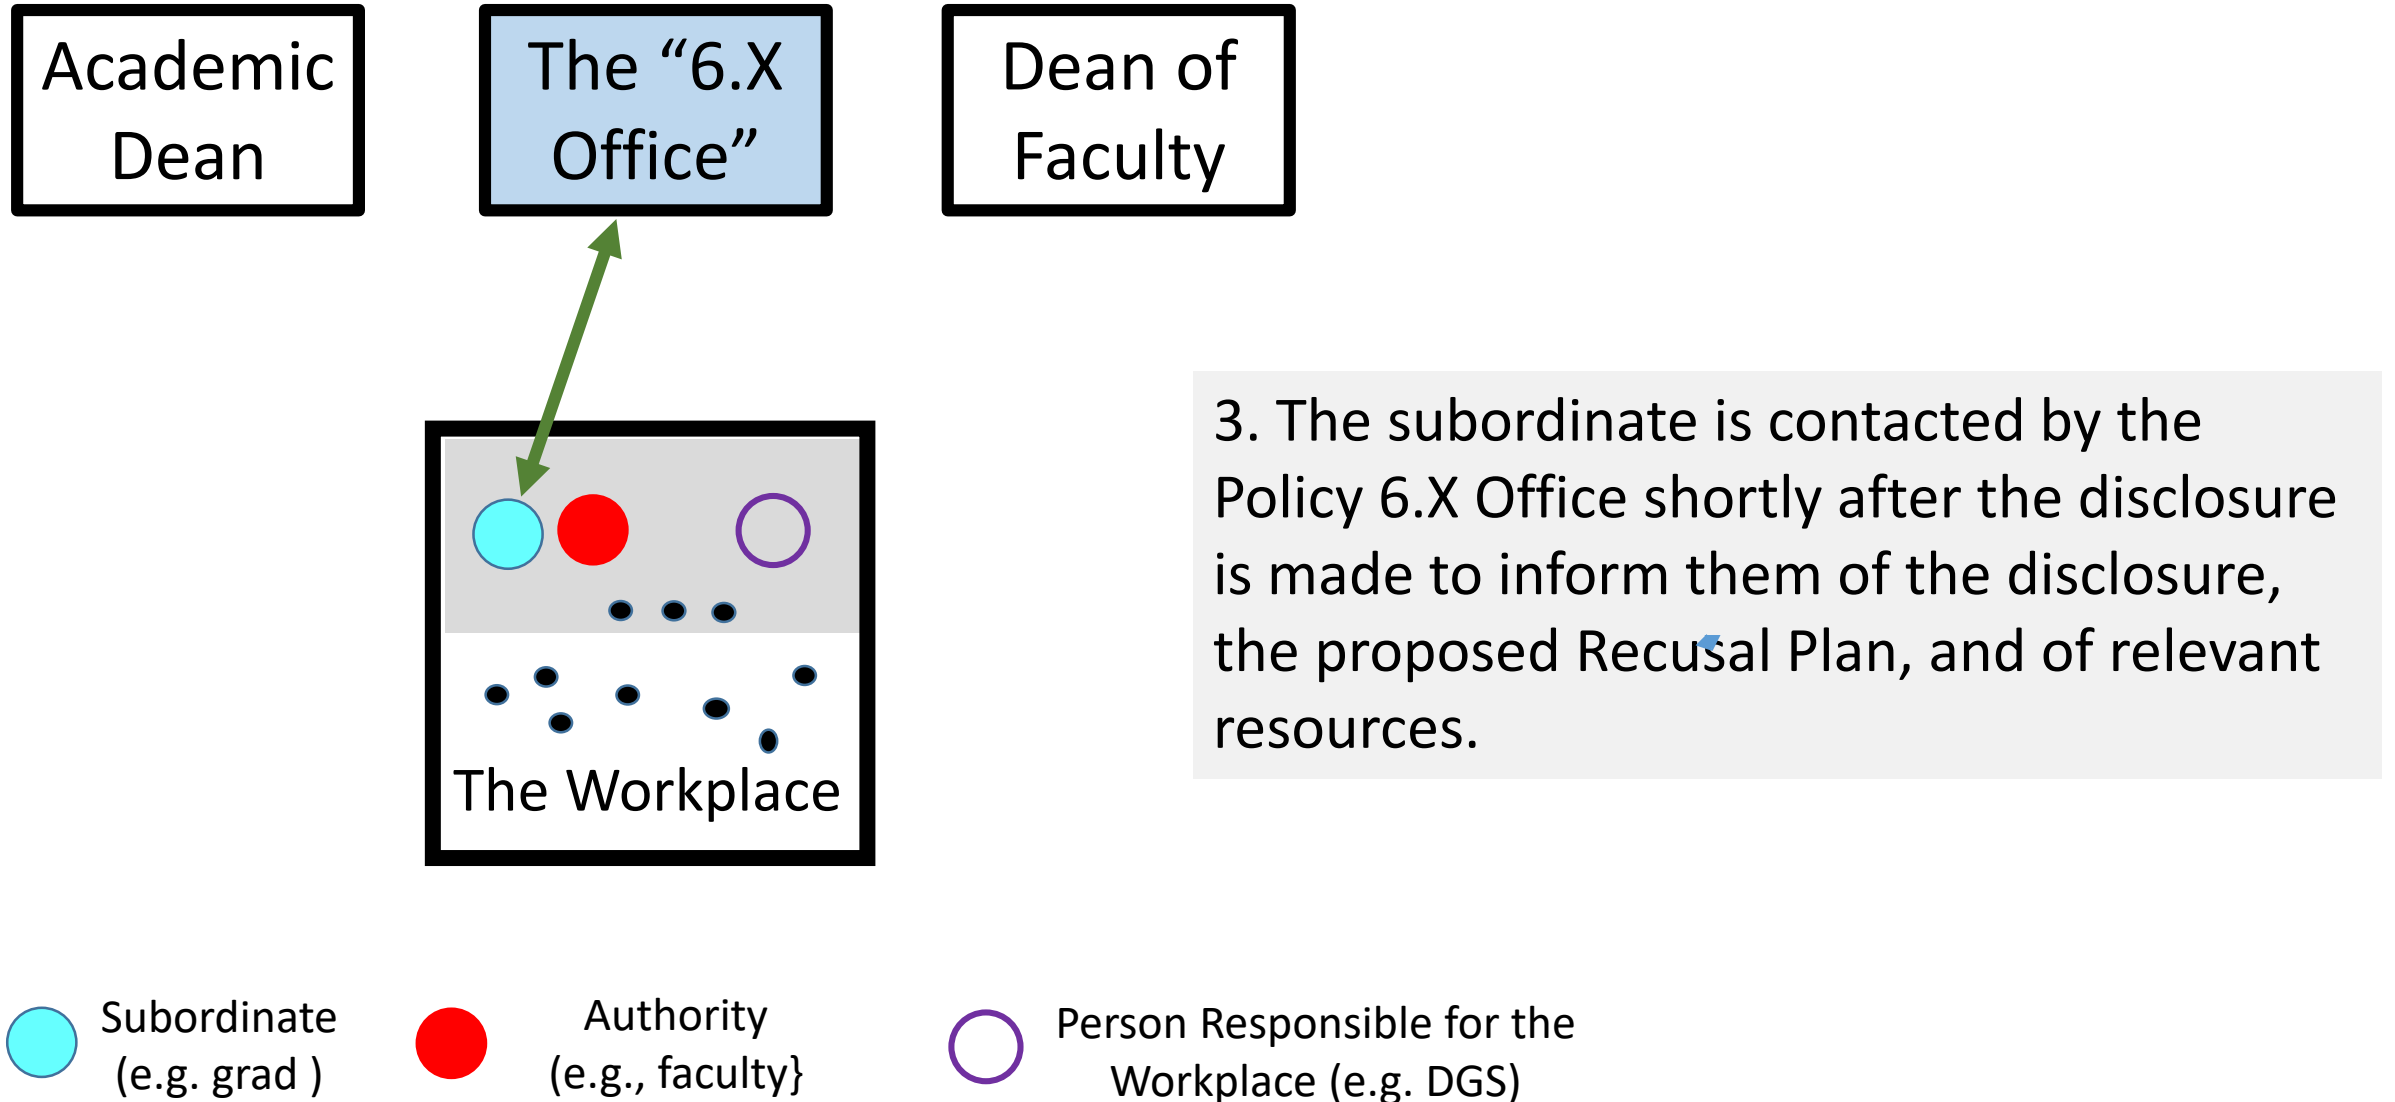 Academic
Dean
The “6.X
Office”
Dean of
Faculty
3. The subordinate is contacted by the
Policy 6.X Office shortly after the disclosure
is made to inform them of the disclosure,
the proposed Recusal Plan, and of relevant
resources.
The Workplace
Subordinate
(e.g. grad )
Authority
(e.g., faculty}
Person Responsible for the
Workplace (e.g. DGS)